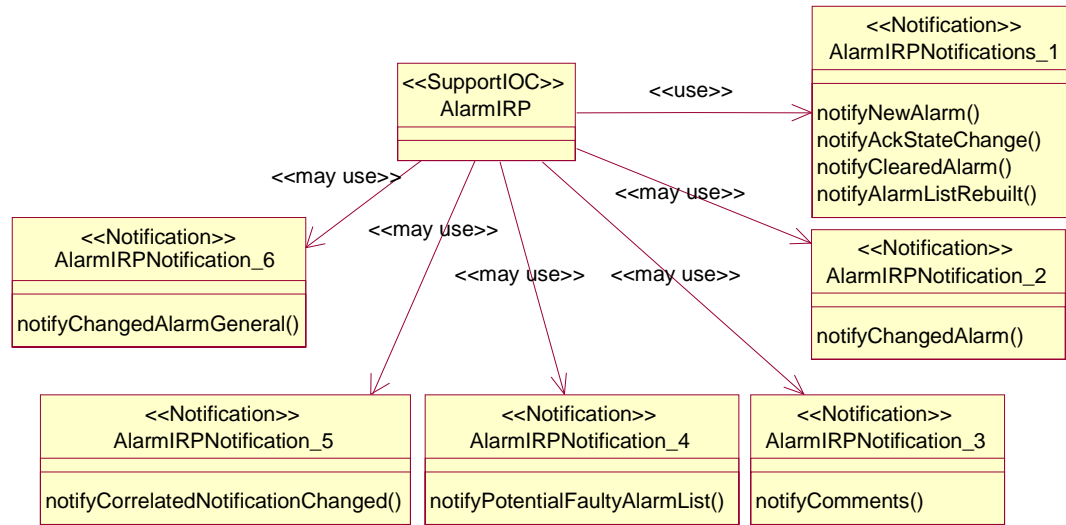 <<Notification>>
AlarmIRPNotifications_1
notifyNewAlarm()
notifyAckStateChange()
notifyClearedAlarm()
notifyAlarmListRebuilt()
<<SupportIOC>>
AlarmIRP
<<use>>
<<may use>>
<<may use>>
<<may use>>
<<may use>>
<<may use>>
<<Notification>>
AlarmIRPNotification_6
notifyChangedAlarmGeneral()
<<Notification>>
AlarmIRPNotification_2
notifyChangedAlarm()
<<Notification>>
AlarmIRPNotification_5
notifyCorrelatedNotificationChanged()
<<Notification>>
AlarmIRPNotification_4
notifyPotentialFaultyAlarmList()
<<Notification>>
AlarmIRPNotification_3
notifyComments()